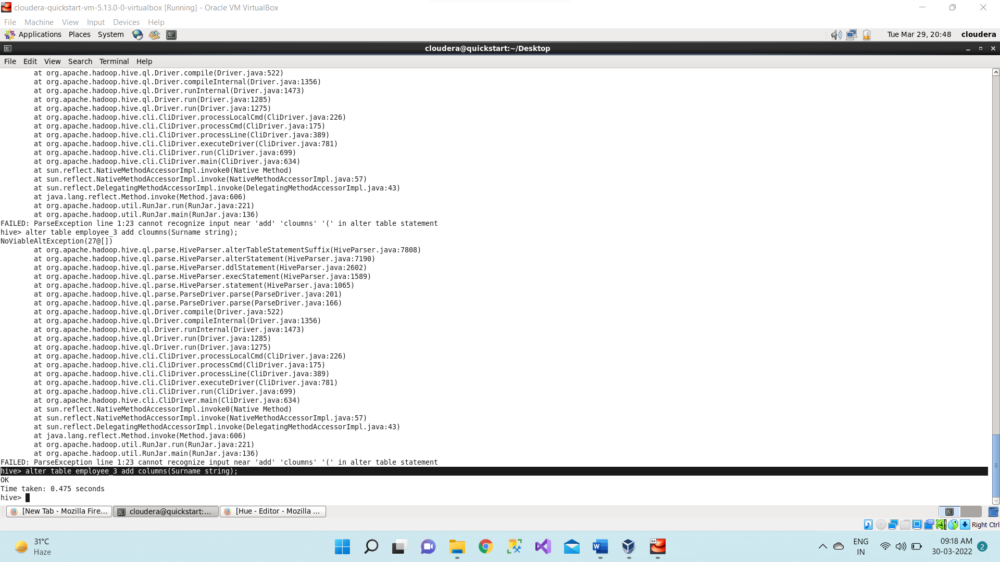 cloudera-quickstart-vm-5.13.0-0-virtualbox [Running] - Oracle VM VirtualBox
File Machine View Input Devices Help
Applications Places System Tue Mar 29, 20:48 cloudera
cloudera@quickstart:~/Desktop
File Edit View Search Terminal Help
at org.apache.hadoop.hive.ql.Driver.compile(Driver.java:522)
at org.apache.hadoop.hive.ql.Driver.compileInternal(Driver.java:1356)
at org.apache.hadoop.hive.ql.Driver.runInternal(Driver.java:1473)
at org.apache.hadoop.hive.ql.Driver.run(Driver.java:1285)
at org.apache.hadoop.hive.ql.Driver.run(Driver.java:1275)
at org.apache.hadoop.hive.cli.CliDriver.processLocalCmd(CliDriver.java:226)
at org.apache.hadoop.hive.cli.CliDriver.processCmd(CliDriver.java:175)
at org.apache.hadoop.hive.cli.CliDriver.processLine(CliDriver.java:389)
at org.apache.hadoop.hive.cli.CliDriver.executeDriver(CliDriver.java:781)
at org.apache.hadoop.hive.cli.CliDriver.run(CliDriver.java:699)
at org.apache.hadoop.hive.cli.CliDriver.main(CliDriver.java:634)
at sun.reflect.NativeMethodAccessorImpl.invoke0(Native Method)
at sun.reflect.NativeMethodAccessorImpl.invoke(NativeMethodAccessorImpl.java:57)
at sun.reflect.DelegatingMethodAccessorImpl.invoke(DelegatingMethodAccessorImpl.java:43)
at java.lang.reflect.Method.invoke(Method.java:606)
at org.apache.hadoop.util.RunJar.run(RunJar.java:221)
at org.apache.hadoop.util.RunJar.main(RunJar.java:136)
FAILED: ParseException line 1:23 cannot recognize input near 'add' 'cloumns' '(' in alter table statement
hive> alter table employee_3 add cloumns(Surname string);
NoViableAltException(27@[])
at org.apache.hadoop.hive.ql.parse.HiveParser.alterTableStatementSuffix(HiveParser.java:7808)
at org.apache.hadoop.hive.ql.parse.HiveParser.alterStatement(HiveParser.java:7190)
at org.apache.hadoop.hive.ql.parse.HiveParser.ddlStatement(HiveParser.java:2602)
at org.apache.hadoop.hive.ql.parse.HiveParser.execStatement(HiveParser.java:1589)
at org.apache.hadoop.hive.ql.parse.HiveParser.statement(HiveParser.java:1065)
at org.apache.hadoop.hive.ql.parse.ParseDriver.parse(ParseDriver.java:201)
at org.apache.hadoop.hive.ql.parse.ParseDriver.parse(ParseDriver.java:166)
at org.apache.hadoop.hive.ql.Driver.compile(Driver.java:522)
at org.apache.hadoop.hive.ql.Driver.compileInternal(Driver.java:1356)
at org.apache.hadoop.hive.ql.Driver.runInternal(Driver.java:1473)
at org.apache.hadoop.hive.ql.Driver.run(Driver.java:1285)
at org.apache.hadoop.hive.ql.Driver.run(Driver.java:1275)
at org.apache.hadoop.hive.cli.CliDriver.processLocalCmd(CliDriver.java:226)
at org.apache.hadoop.hive.cli.CliDriver.processCmd(CliDriver.java:175)
at org.apache.hadoop.hive.cli.CliDriver.processLine(CliDriver.java:389)
at org.apache.hadoop.hive.cli.CliDriver.executeDriver(CliDriver.java:781)
at org.apache.hadoop.hive.cli.CliDriver.run(CliDriver.java:699)
at org.apache.hadoop.hive.cli.CliDriver.main(CliDriver.java:634)
at sun.reflect.NativeMethodAccessorImpl.invoke0(Native Method)
at sun.reflect.NativeMethodAccessorImpl.invoke(NativeMethodAccessorImpl.java:57)
at sun.reflect.DelegatingMethodAccessorImpl.invoke(DelegatingMethodAccessorImpl.java:43)
at java.lang.reflect.Method.invoke(Method.java:606)
at org.apache.hadoop.util.RunJar.run(RunJar.java:221)
at org.apache.hadoop.util.RunJar.main(RunJar.java:136)
FAILED: ParseException line 1:23 cannot recognize input near 'add' 'cloumns' '(' in alter table statement
hive> alter table employee_3 add columns(Surname string);
OK
Time taken: 0.475 seconds
hive>
[New Tab - Mozilla Fire... cloudera@quickstart:... [Hue - Editor - Mozilla ...
Right Ctrl
31°C
Haze
ENG
IN
09:18 AM
30-03-2022
2